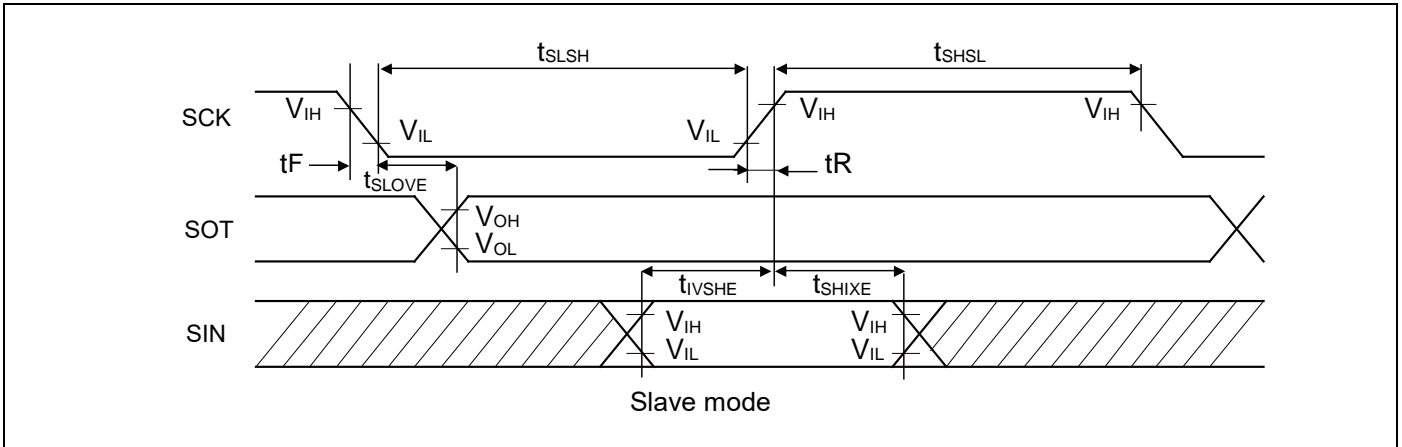 tSLSH tSHSL
SCK VIH VIL VIL VIH VIH
tF tSLOVE tR
SOT VOH
VOL
tIVSHE tSHIXE
SIN VIH VIH
VIL VIL
Slave mode